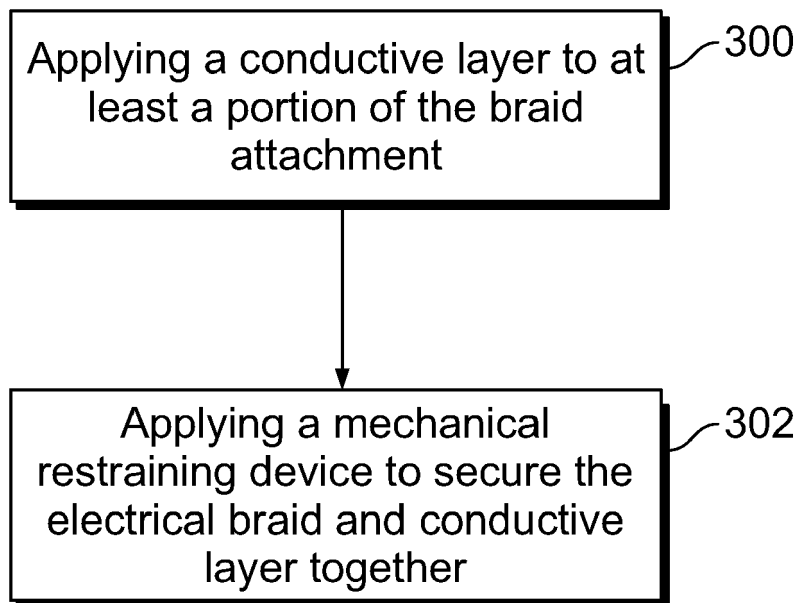 Applying a conductive layer to at
least a portion of the braid
attachment
300
Applying a mechanical
restraining device to secure the
electrical braid and conductive
layer together
302